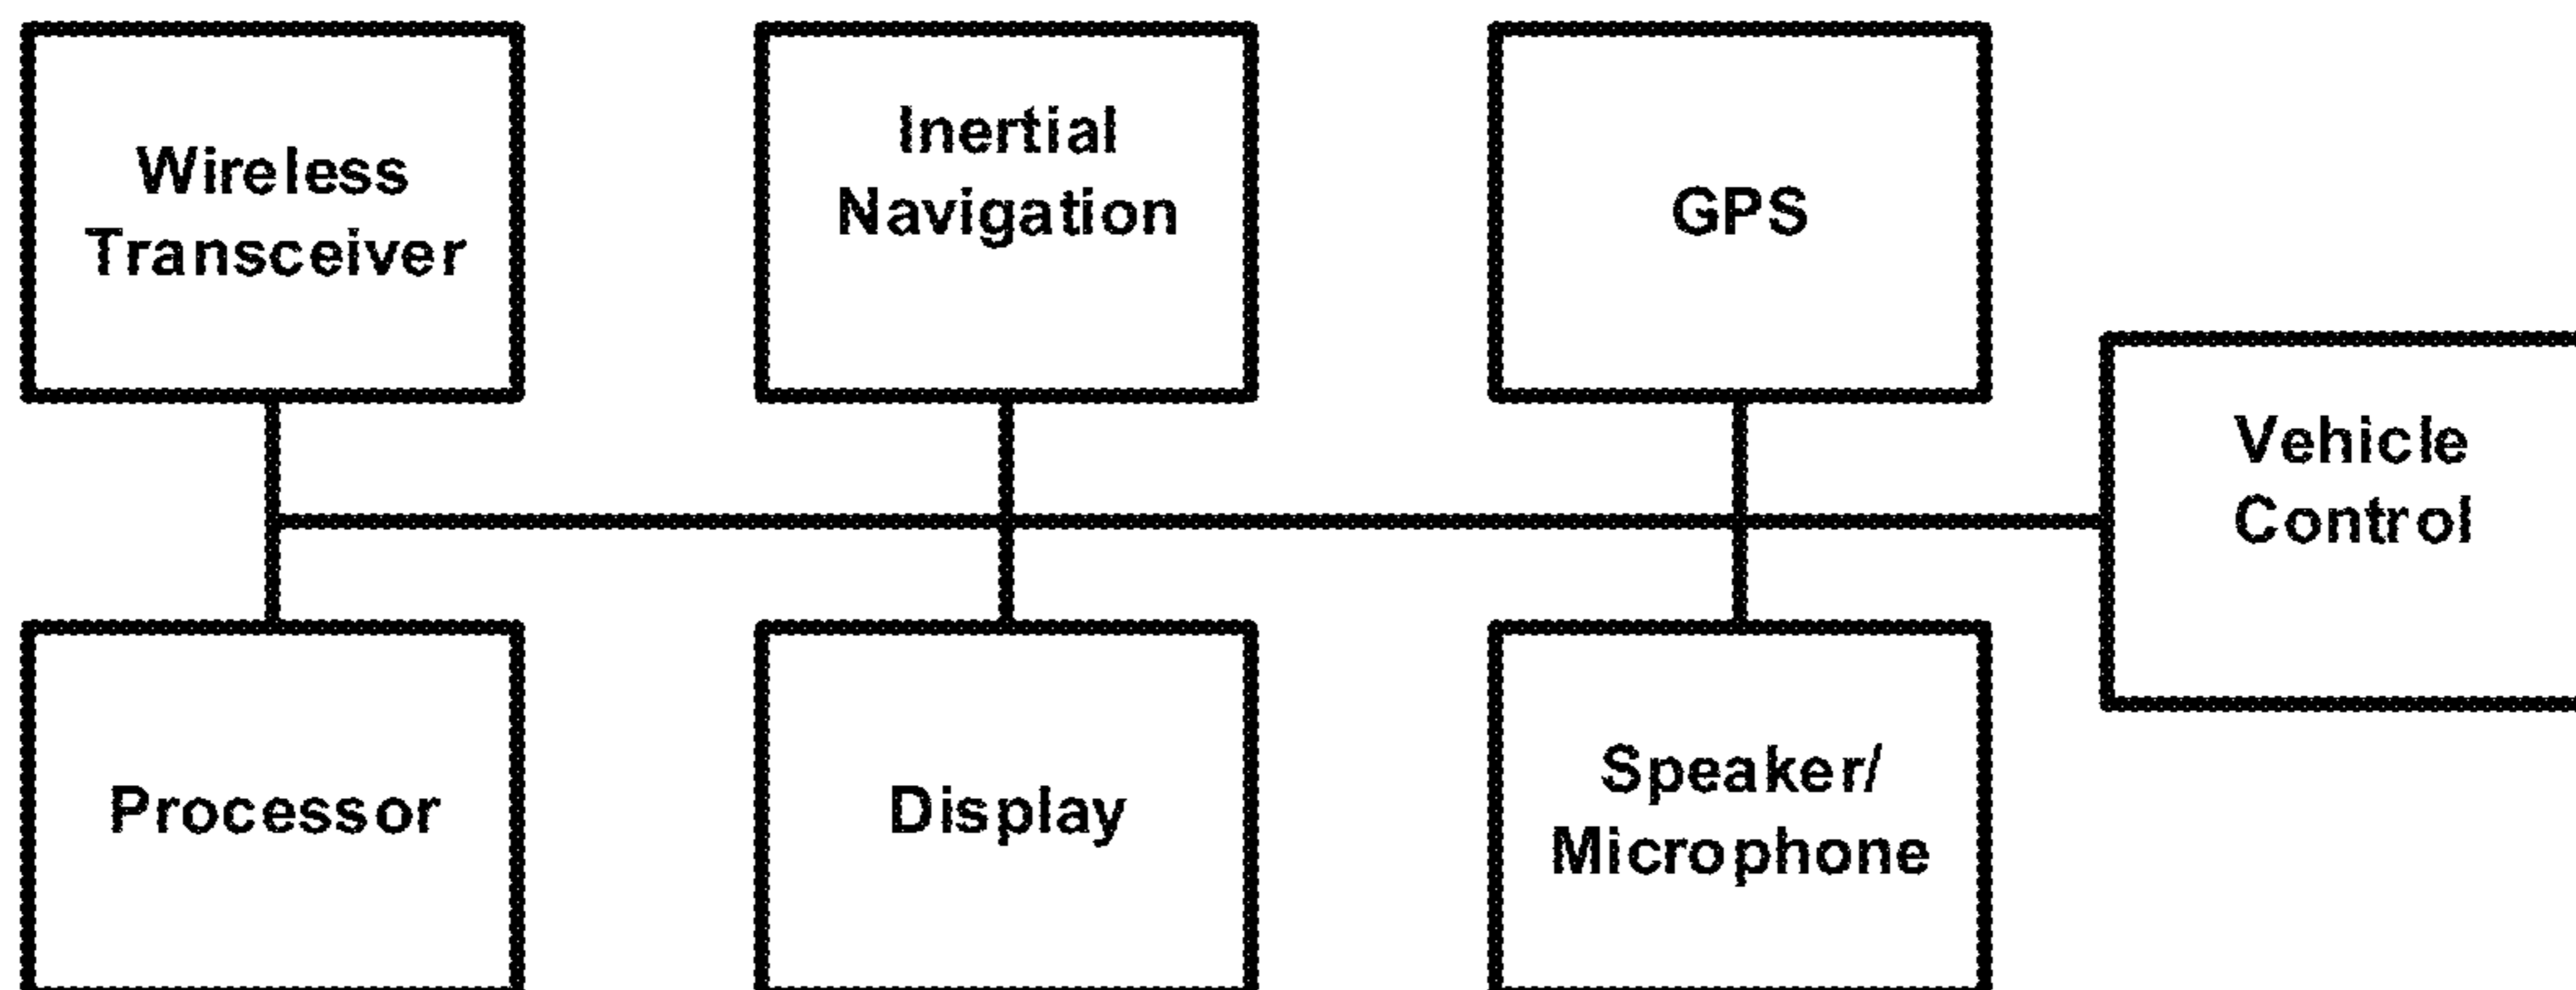 Wireless
Transceiver
Inertial
Navigation
GPS
Vehicle
Control
Processor
Display
Speaker/
Microphone